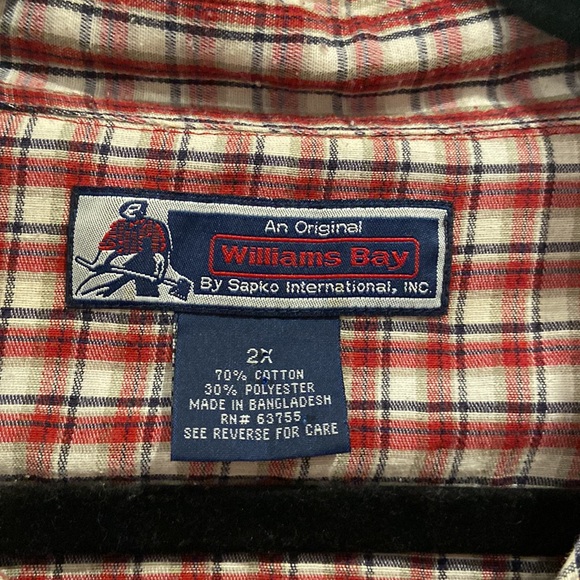 An Original
Williams Bay
By Sapko International, INC.
2X
70% COTTON
30% POLYESTER
MADE IN BANGLADESH
RN# 63755
SEE REVERSE FOR CARE